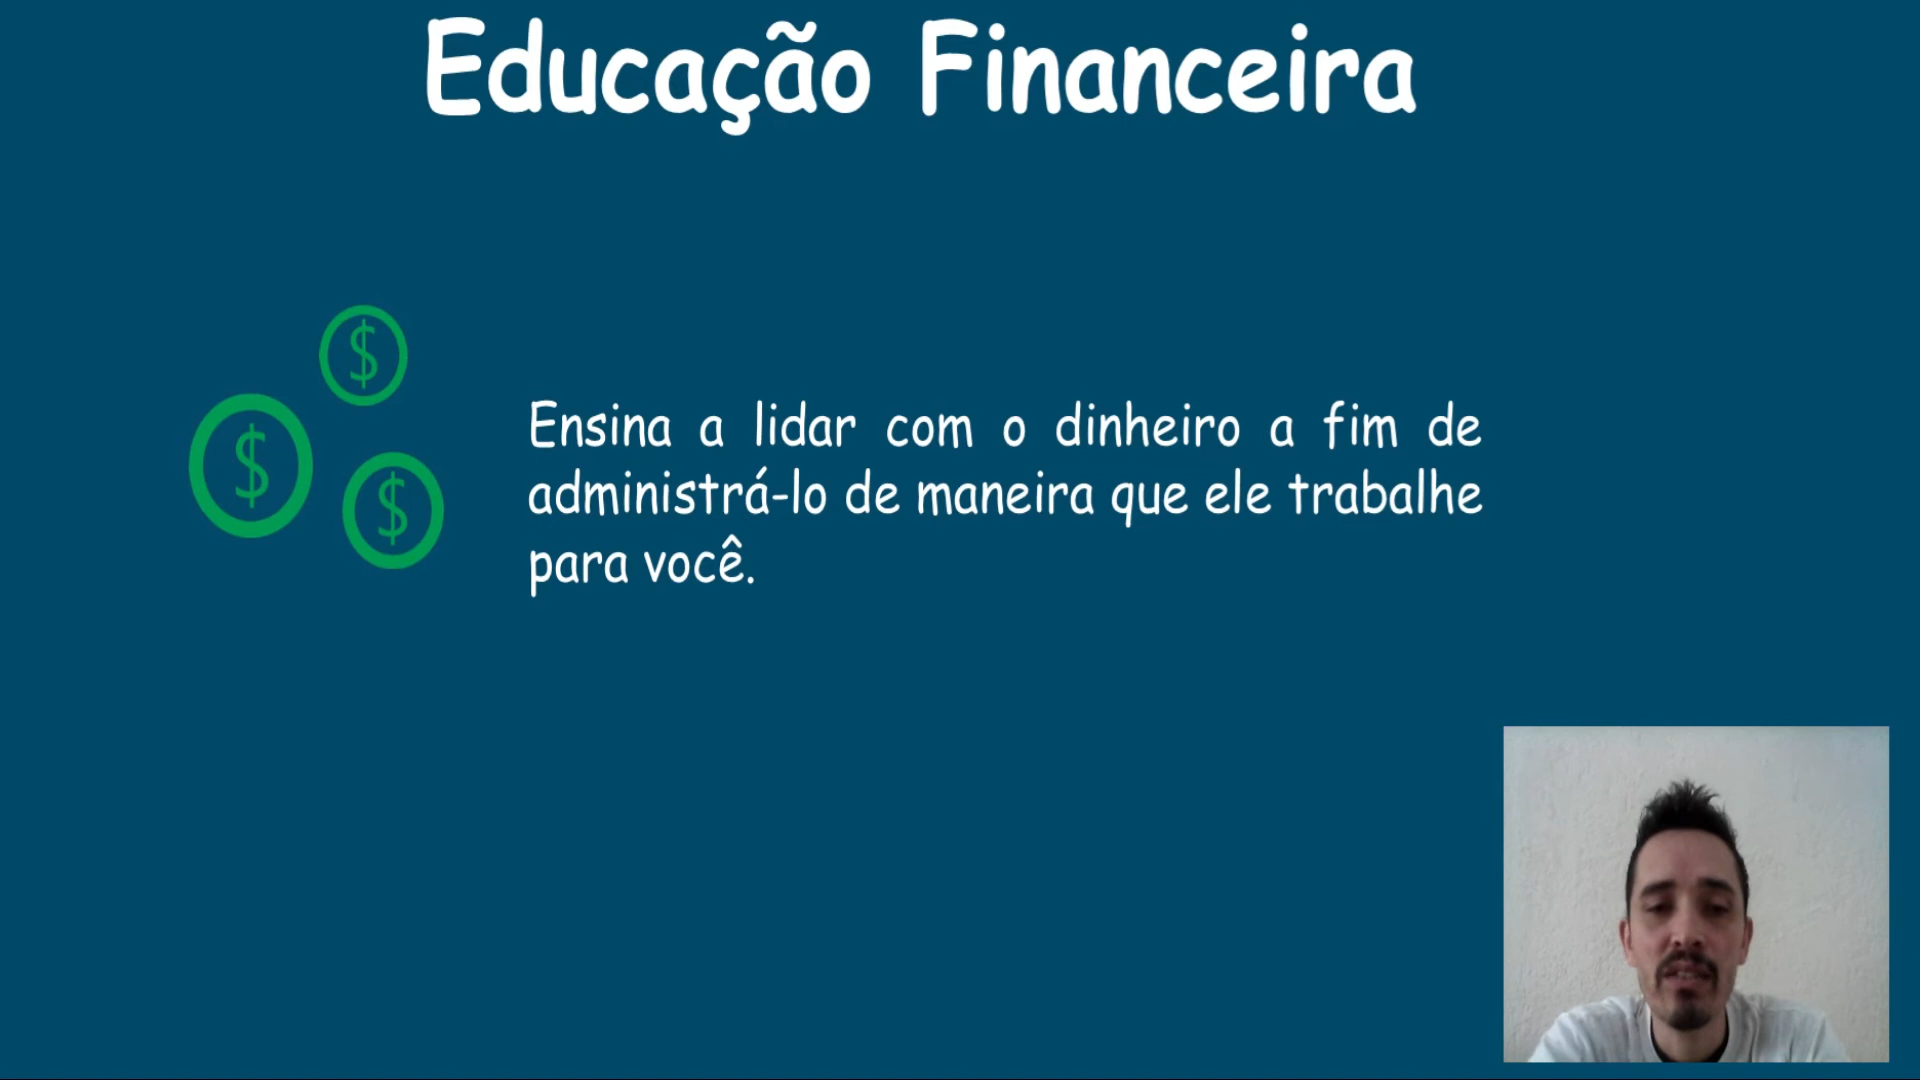 Educação Financeira
$
$
$
Ensina a lidar com o dinheiro a fim de
administrá-lo de maneira que ele trabalhe
para você.